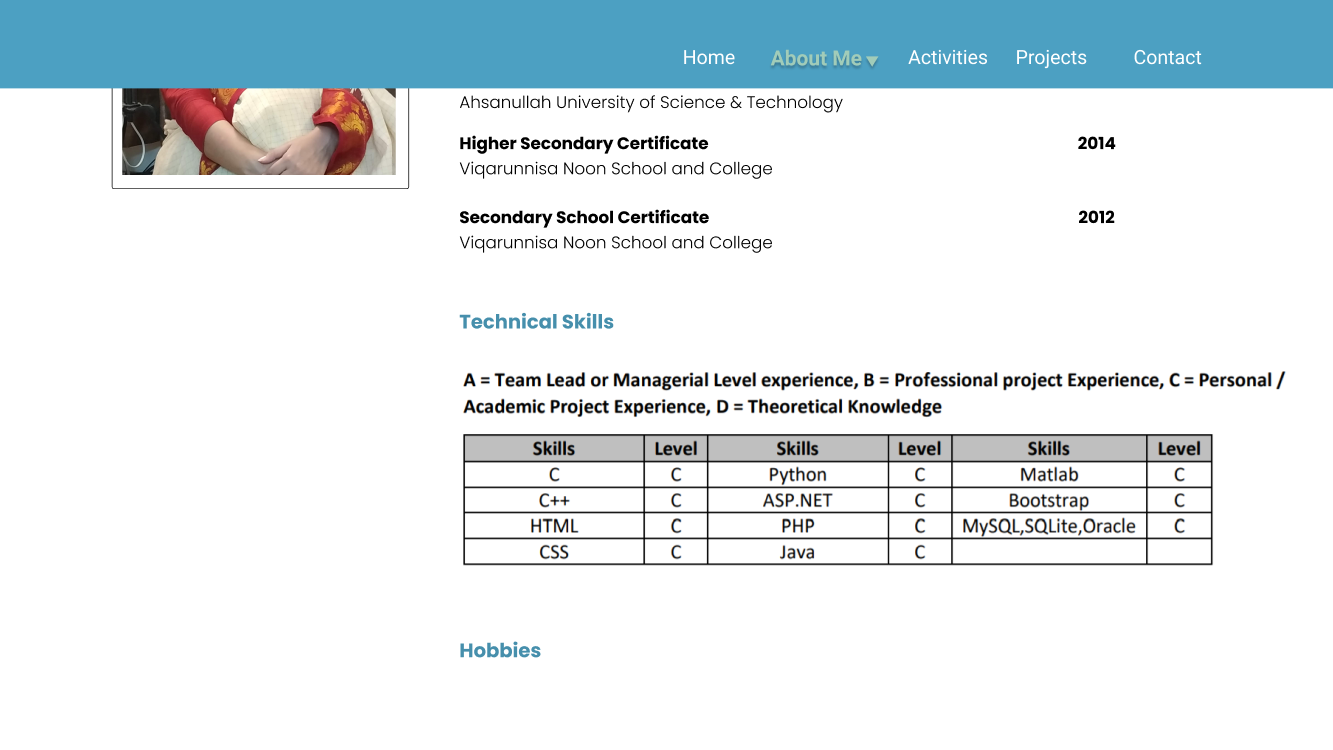 Home About Me ▼ Activities Projects Contact
Ahsanullah University of Science & Technology
Higher Secondary Certificate 2014
Viqarunnisa Noon School and College
Secondary School Certificate 2012
Viqarunnisa Noon School and College
Technical Skills
A = Team Lead or Managerial Level experience, B = Professional project Experience, C = Personal /
Academic Project Experience, D = Theoretical Knowledge
Skills Level Skills Level Skills Level
C C Python C Matlab C
C++ C ASP.NET C Bootstrap C
HTML C PHP C MySQL,SQLite,Oracle C
CSS C Java C
Hobbies